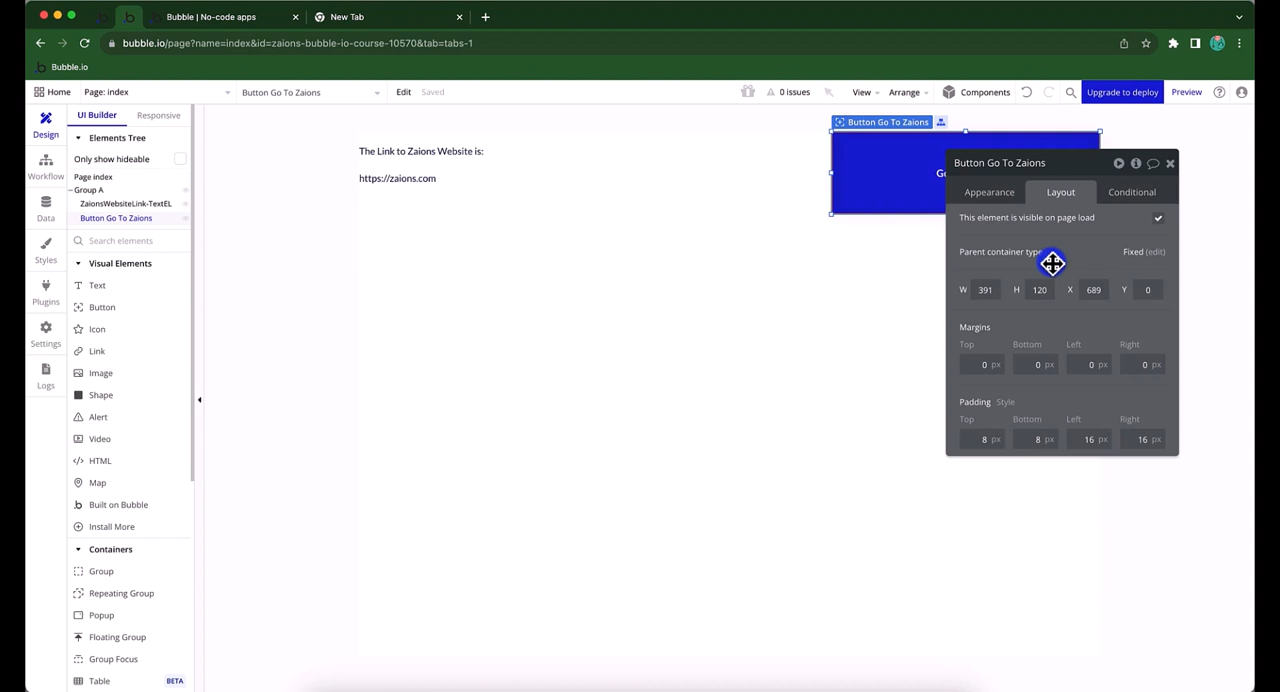 Bubble | No-code apps
New Tab
bubble.io/page?name=index&id=zaions-bubble-io-course-10570&tab=tabs-1
Bubble.io
Home
Page: index
Button Go To Zaions
Edit
Saved
0 issues
View
Arrange
Components
Upgrade to deploy
Preview
Design
Workflow
Data
Styles
Plugins
Settings
Logs
UI Builder
Responsive
Elements Tree
Only show hideable
Page index
Group A
ZaionsWebsiteLink-TextEL
Button Go To Zaions
Search elements
Visual Elements
Text
Button
Icon
Link
Image
Shape
Alert
Video
HTML
Map
Built on Bubble
Install More
Containers
Group
Repeating Group
Popup
Floating Group
Group Focus
Table BETA
The Link to Zaions Website is:
https://zaions.com
Button Go To Zaions
Button Go To Zaions
Appearance
Layout
Conditional
This element is visible on page load
Parent container type
Fixed (edit)
W 391 H 120 X 689 Y 0
Margins
Top Bottom Left Right
0 px 0 px 0 px 0 px
Padding Style
Top Bottom Left Right
8 px 8 px 16 px 16 px